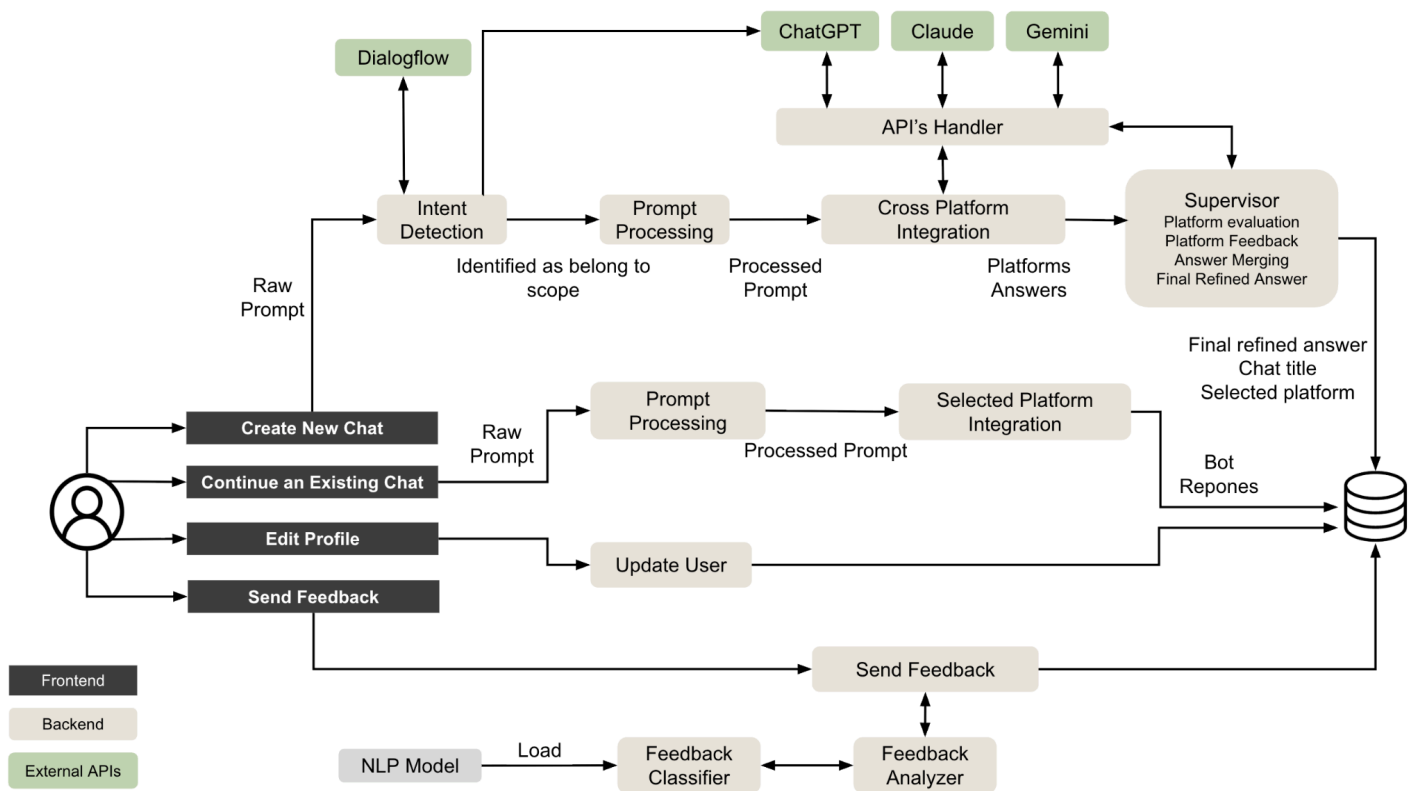 ChatGPT
Claude
Gemini
Dialogflow
API's Handler
Intent
Detection
Prompt
Processing
Cross Platform
Integration
Supervisor
Platform evaluation
Platform Feedback
Answer Merging
Final Refined Answer
Identified as belong to
scope
Processed
Prompt
Platforms
Answers
Raw
Prompt
Final refined answer
Chat title
Selected platform
Create New Chat
Raw
Prompt
Prompt
Processing
Processed Prompt
Selected Platform
Integration
Bot
Repones
Continue an Existing Chat
Edit Profile
Update User
Send Feedback
Send Feedback
Frontend
Backend
External APIs
NLP Model
Load
Feedback
Classifier
Feedback
Analyzer